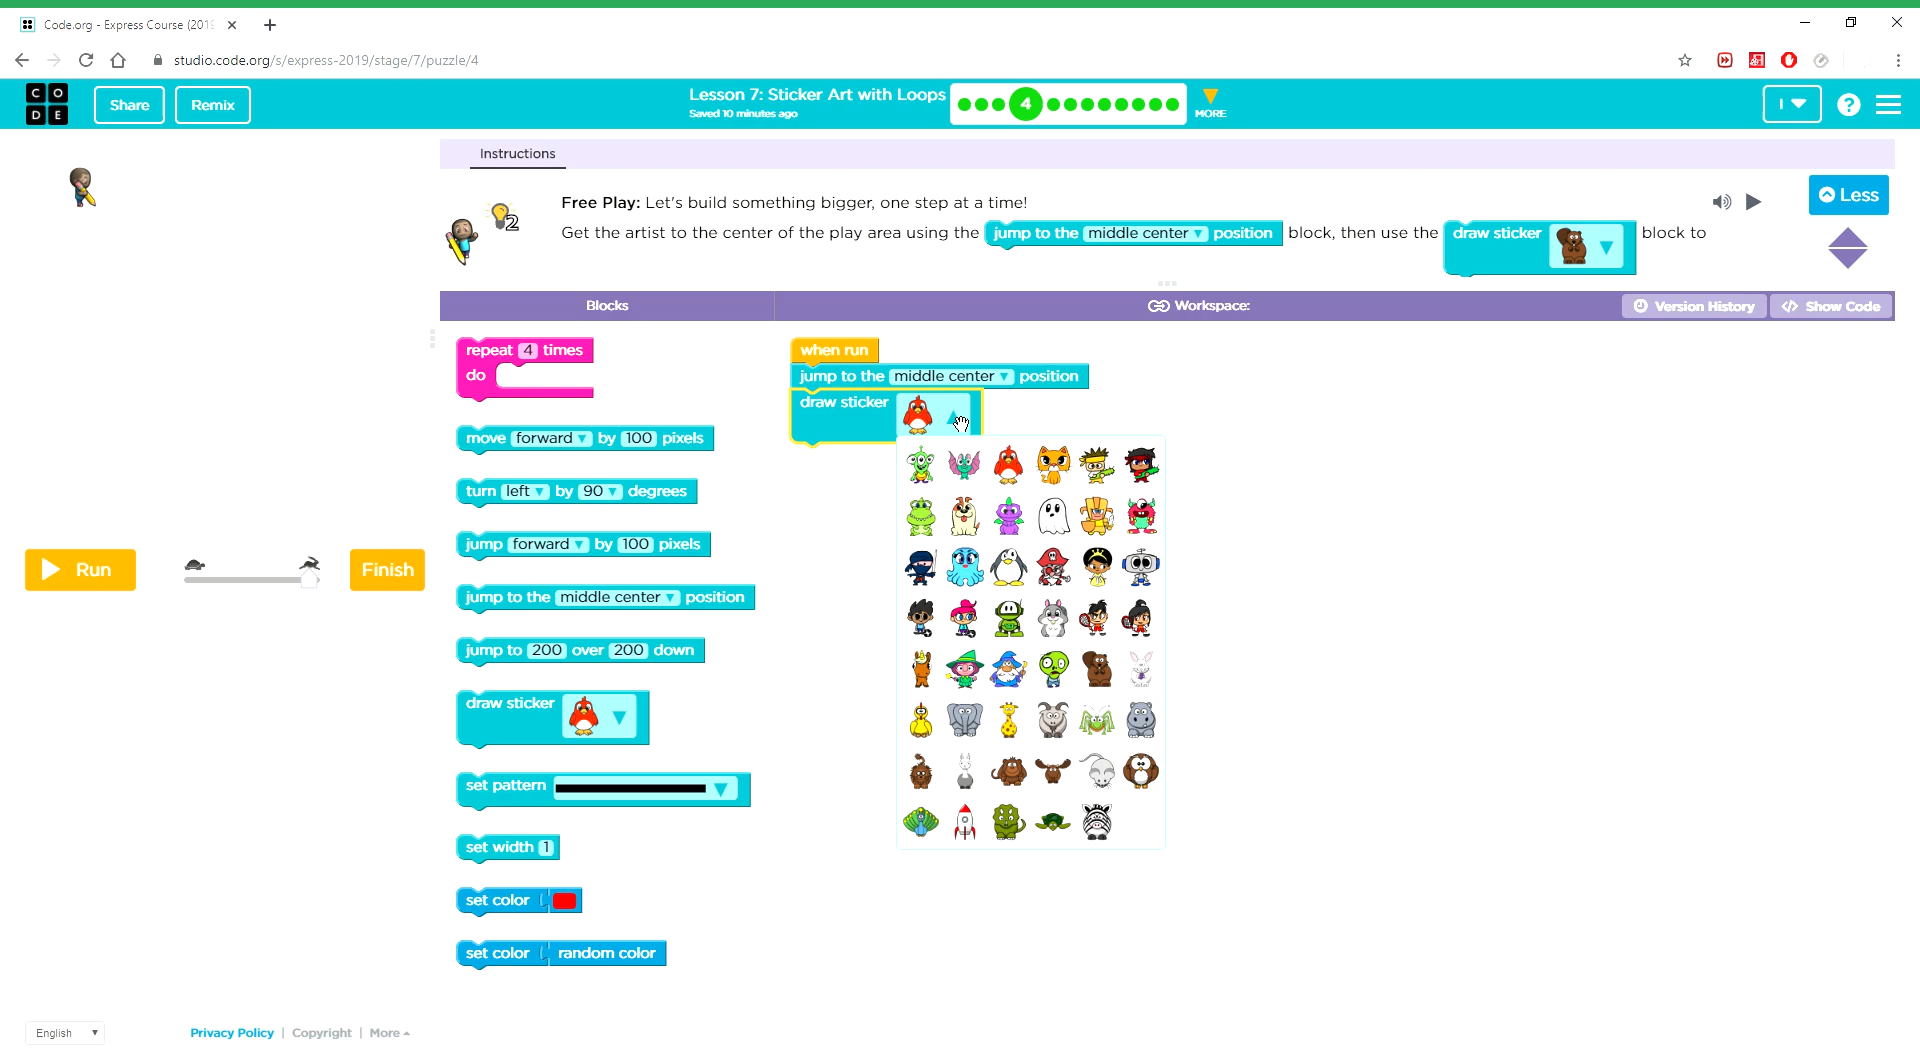 Code.org - Express Course (2019
studio.code.org/s/express-2019/stage/7/puzzle/4
C O
D E
Share
Remix
Lesson 7: Sticker Art with Loops
Saved 10 minutes ago
4
MORE
I
?
Instructions
2
Free Play: Let's build something bigger, one step at a time!
Get the artist to the center of the play area using the jump to the middle center position block, then use the draw sticker block to
Less
Blocks
Workspace:
Version History
Show Code
repeat 4 times
do
move forward by 100 pixels
turn left by 90 degrees
jump forward by 100 pixels
jump to the middle center position
jump to 200 over 200 down
draw sticker
set pattern
set width 1
set color
set color random color
when run
jump to the middle center position
draw sticker
Run
Finish
English
Privacy Policy | Copyright | More